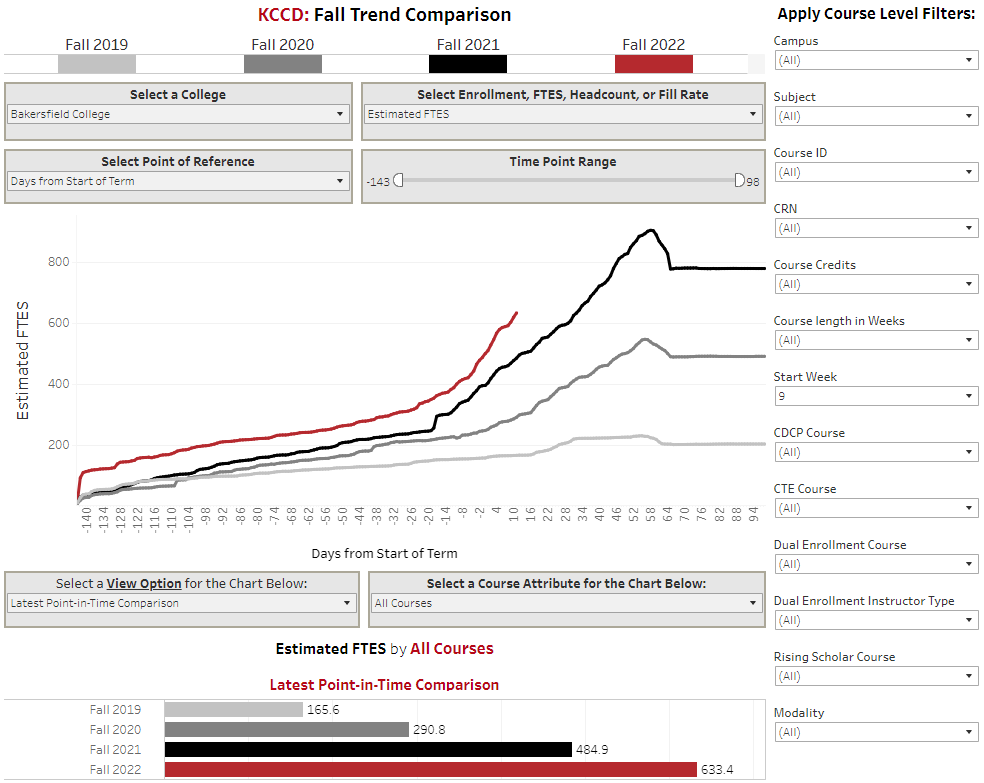 KCCD: Fall Trend Comparison
Fall 2019 Fall 2020 Fall 2021 Fall 2022
Select a College
Bakersfield College
Select Enrollment, FTES, Headcount, or Fill Rate
Estimated FTES
Select Point of Reference
Days from Start of Term
Time Point Range
-143 98
Estimated FTES
800
600
400
200
-140 -134 -128 -122 -116 -110 -104 -98 -92 -86 -80 -74 -68 -62 -56 -50 -44 -38 -32 -26 -20 -14 -8 -2 4 10 16 22 28 34 40 46 52 58 64 70 76 82 88 94
Days from Start of Term
Select a View Option for the Chart Below:
Latest Point-in-Time Comparison
Select a Course Attribute for the Chart Below:
All Courses
Estimated FTES by All Courses
Latest Point-in-Time Comparison
Fall 2019 165.6
Fall 2020 290.8
Fall 2021 484.9
Fall 2022 633.4
Apply Course Level Filters:
Campus
(All)
Subject
(All)
Course ID
(All)
CRN
(All)
Course Credits
(All)
Course length in Weeks
(All)
Start Week
9
CDCP Course
(All)
CTE Course
(All)
Dual Enrollment Course
(All)
Dual Enrollment Instructor Type
(All)
Rising Scholar Course
(All)
Modality
(All)